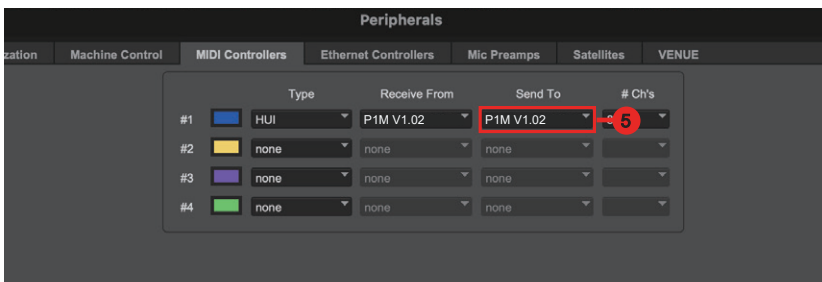 Peripherals
Machine Control MIDI Controllers Ethernet Controllers Mic Preamps Satellites VENUE
Type Receive From Send To # Ch's
#1 HUI P1M V1.02 P1M V1.02 5
#2 none none none
#3 none none none
#4 none none none